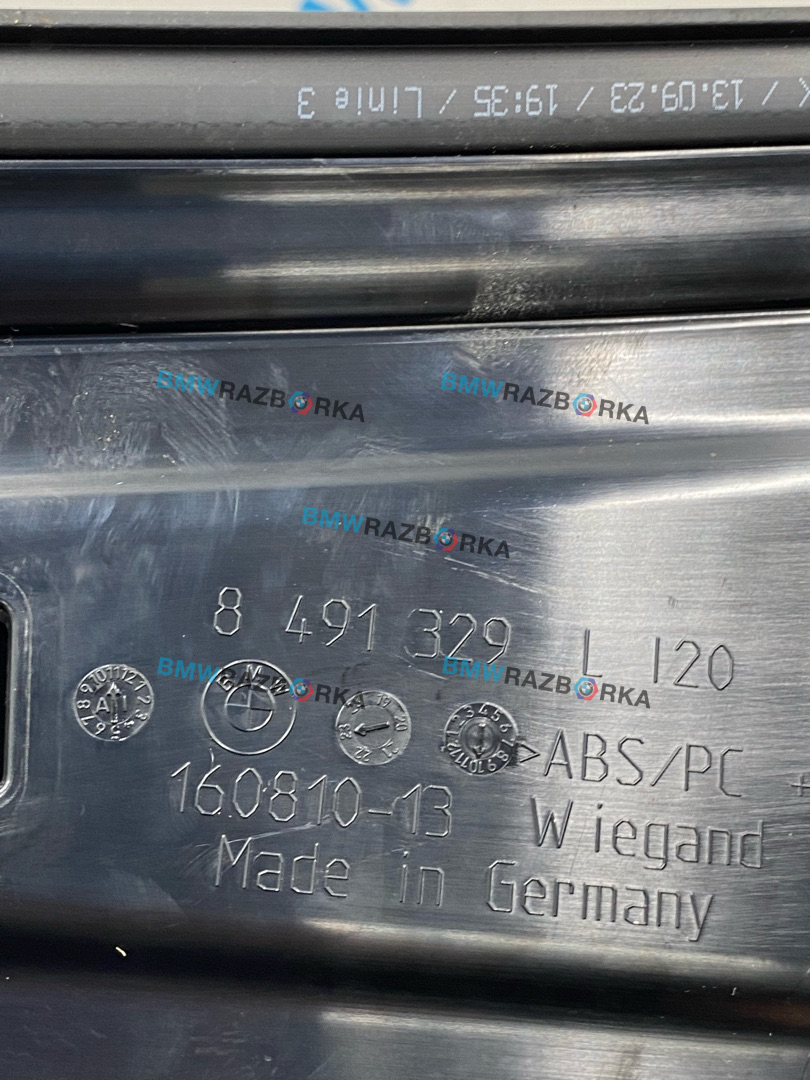 / 13.09.23 / 19:35 / Linie 3
BMWRAZBORKA BMWRAZBORKA
BMWRAZBORKA
8 491 329 L I20
BMWRAZBORKA BMWRAZBORKA
BMW
>ABS/PC +
160810-13 Wiegand
Made in Germany